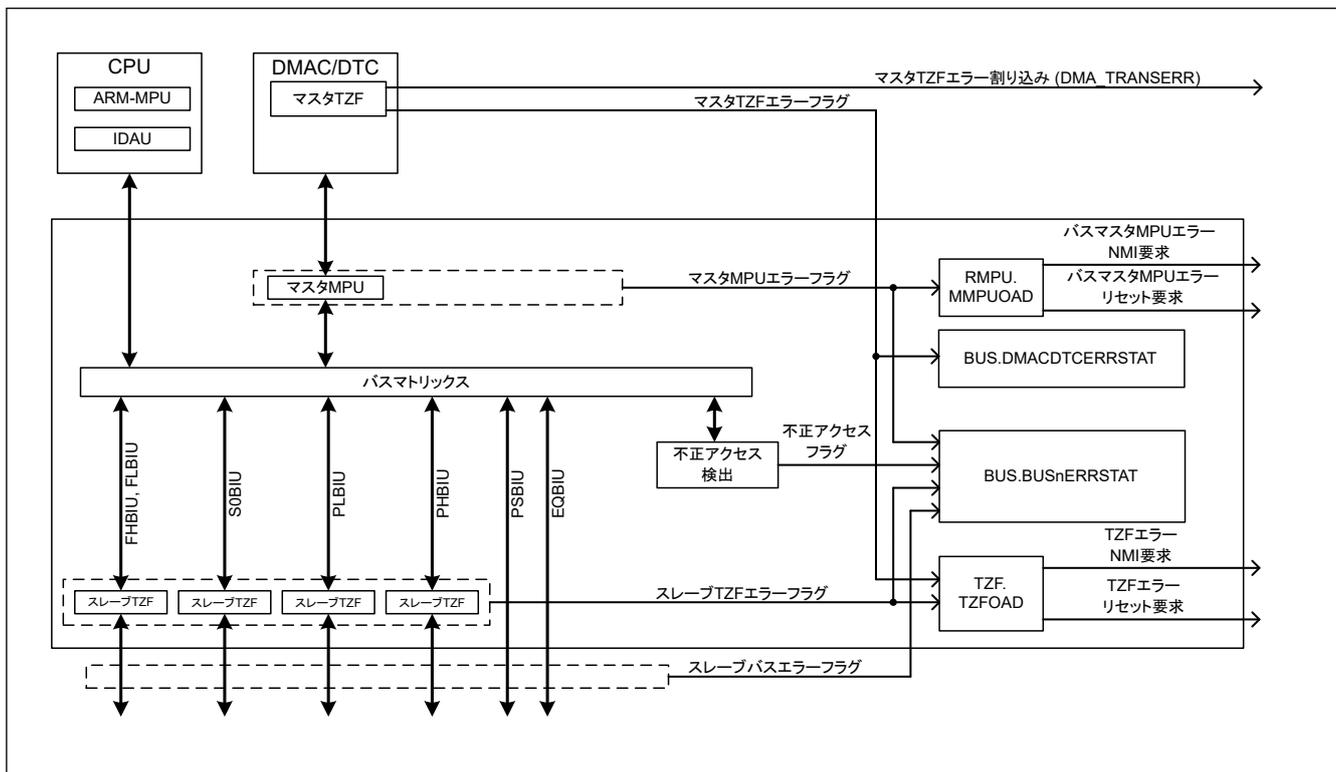 CPU
ARM-MPU
IDAU
DMAC/DTC
マスタTZF
マスタTZFエラー割り込み (DMA_TRANSERR)
マスタTZFエラーフラグ
マスタMPU
マスタMPUエラーフラグ
RMPU.
MMPUOAD
バスマスタMPUエラー
NMI要求
バスマスタMPUエラー
リセット要求
BUS.DMACDTCERRSTAT
バスマトリックス
FHBIU, FLBIU
S0BIU
PLBIU
PHBIU
PSBIU
EQBIU
不正アクセス
検出
不正アクセス
フラグ
BUS.BUSnERRSTAT
スレーブTZF
スレーブTZF
スレーブTZF
スレーブTZF
スレーブTZFエラーフラグ
TZF.
TZFOAD
TZFエラー
NMI要求
TZFエラー
リセット要求
スレーブバスエラーフラグ